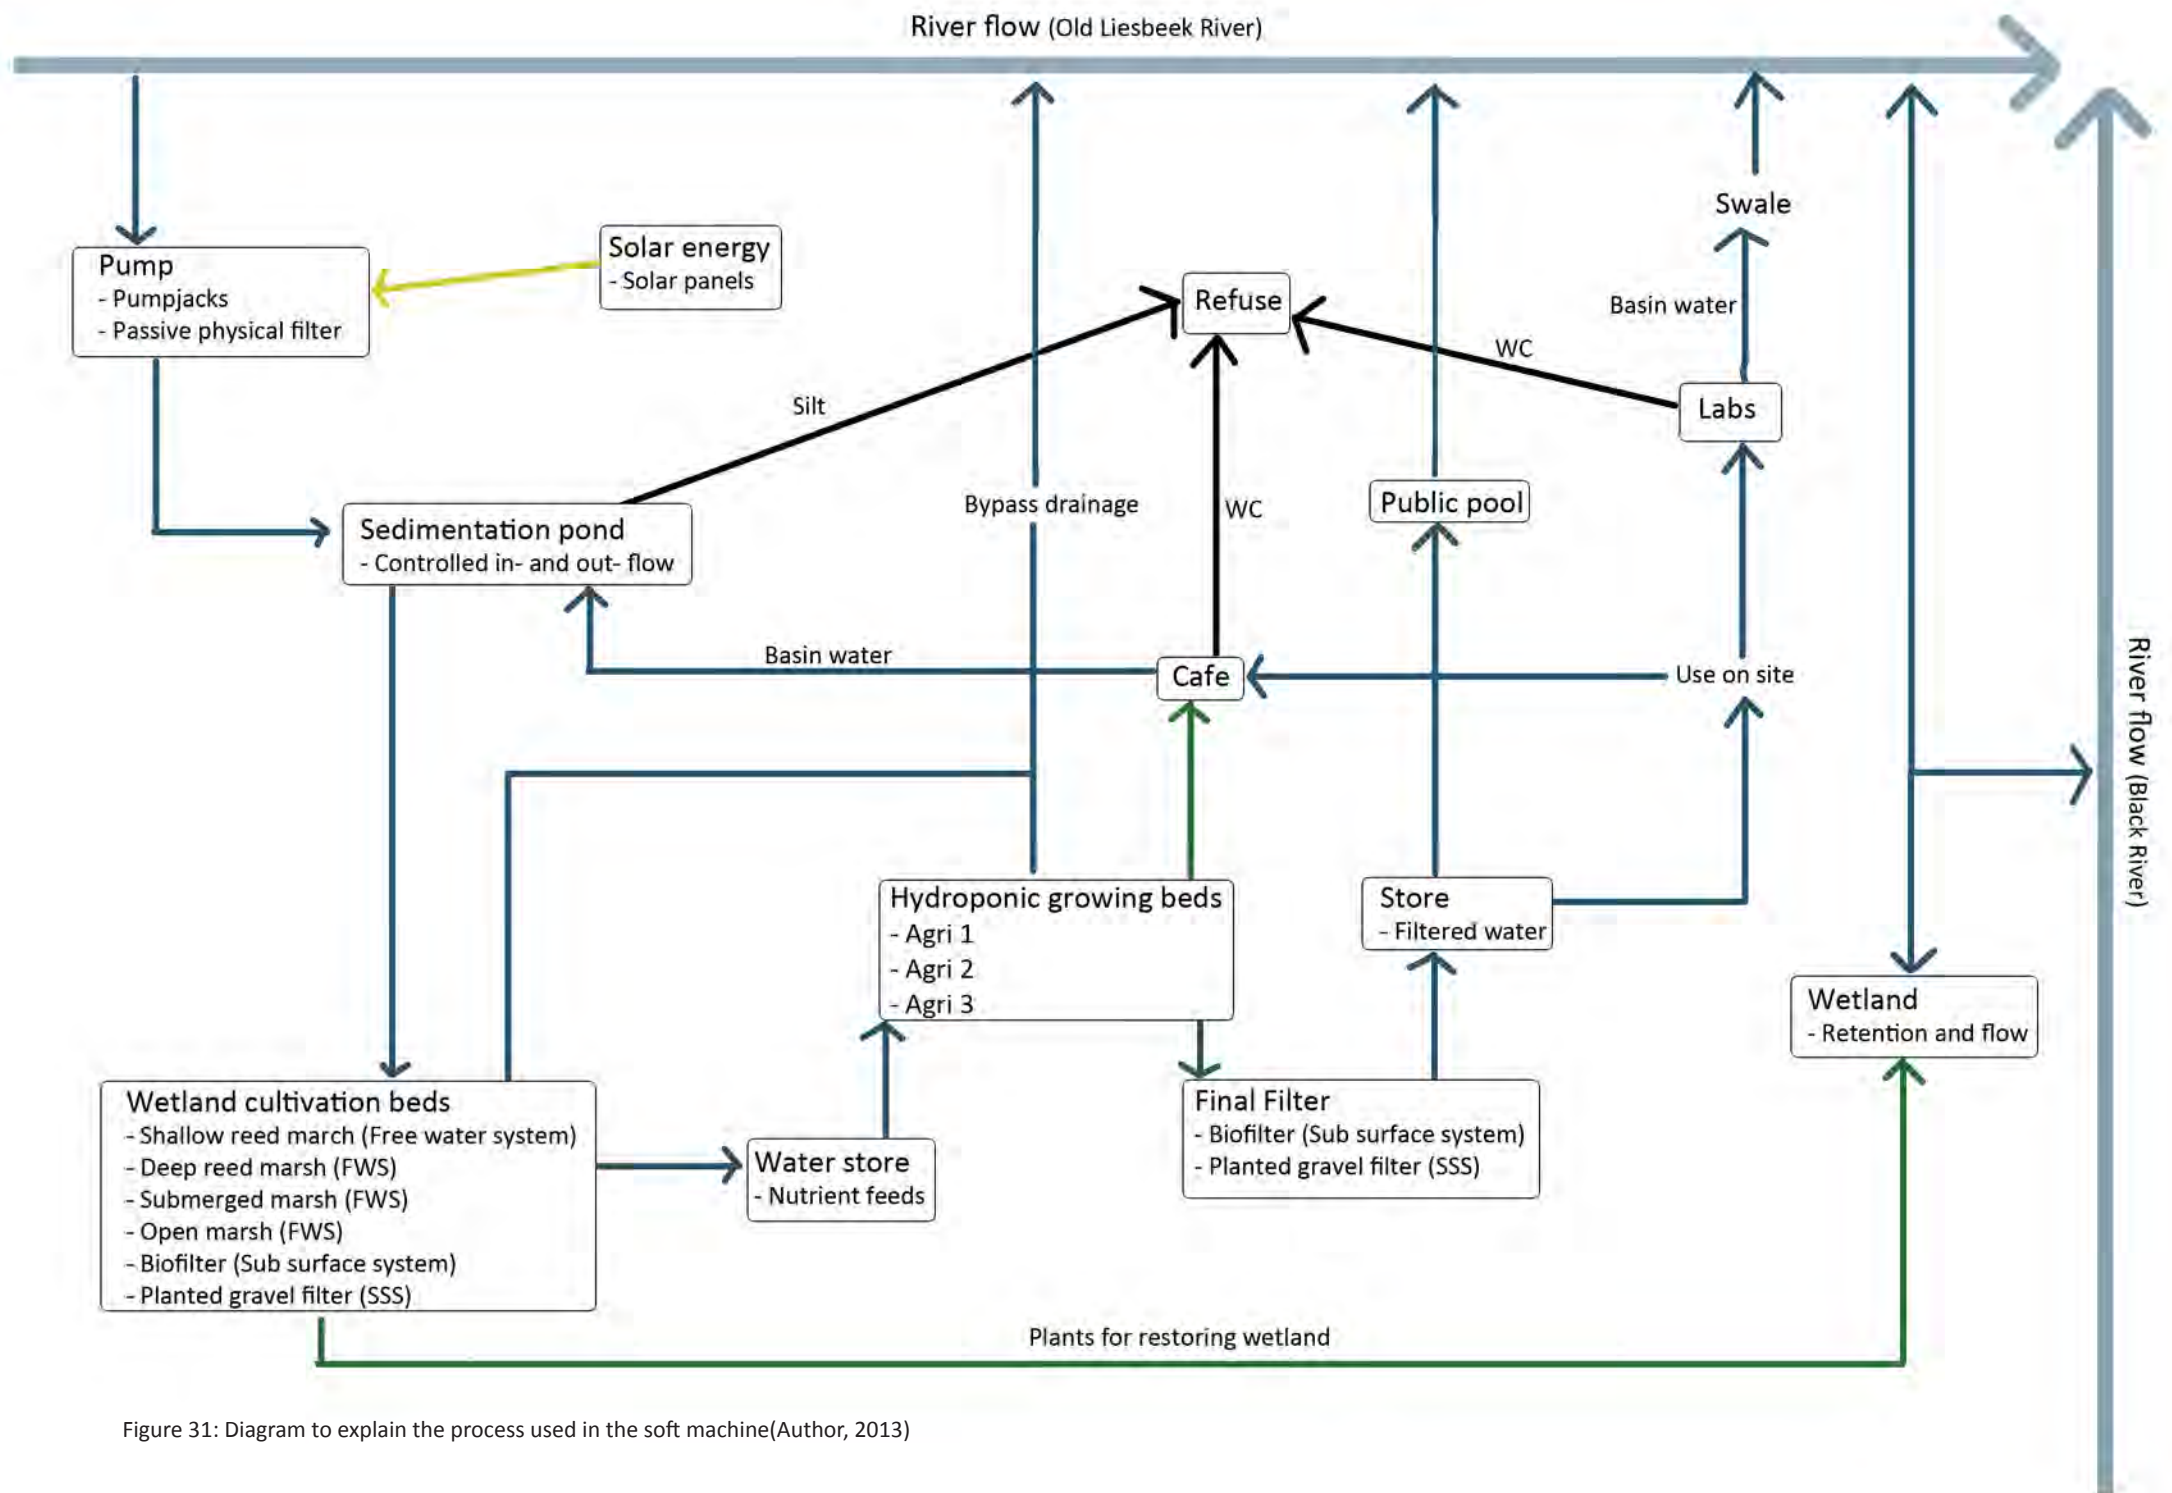 River flow (Old Liesbeek River)
Swale
Solar energy
- Solar panels
Pump
- Pumpjacks
- Passive physical filter
Refuse
Basin water
WC
Silt
Labs
Bypass drainage
WC
Public pool
Sedimentation pond
- Controlled in- and out- flow
Basin water
Cafe
Use on site
River flow (Black River)
Hydroponic growing beds
- Agri 1
- Agri 2
- Agri 3
Store
- Filtered water
Wetland
- Retention and flow
Wetland cultivation beds
- Shallow reed march (Free water system)
- Deep reed marsh (FWS)
- Submerged marsh (FWS)
- Open marsh (FWS)
- Biofilter (Sub surface system)
- Planted gravel filter (SSS)
Water store
- Nutrient feeds
Final Filter
- Biofilter (Sub surface system)
- Planted gravel filter (SSS)
Plants for restoring wetland
Figure 31: Diagram to explain the process used in the soft machine(Author, 2013)